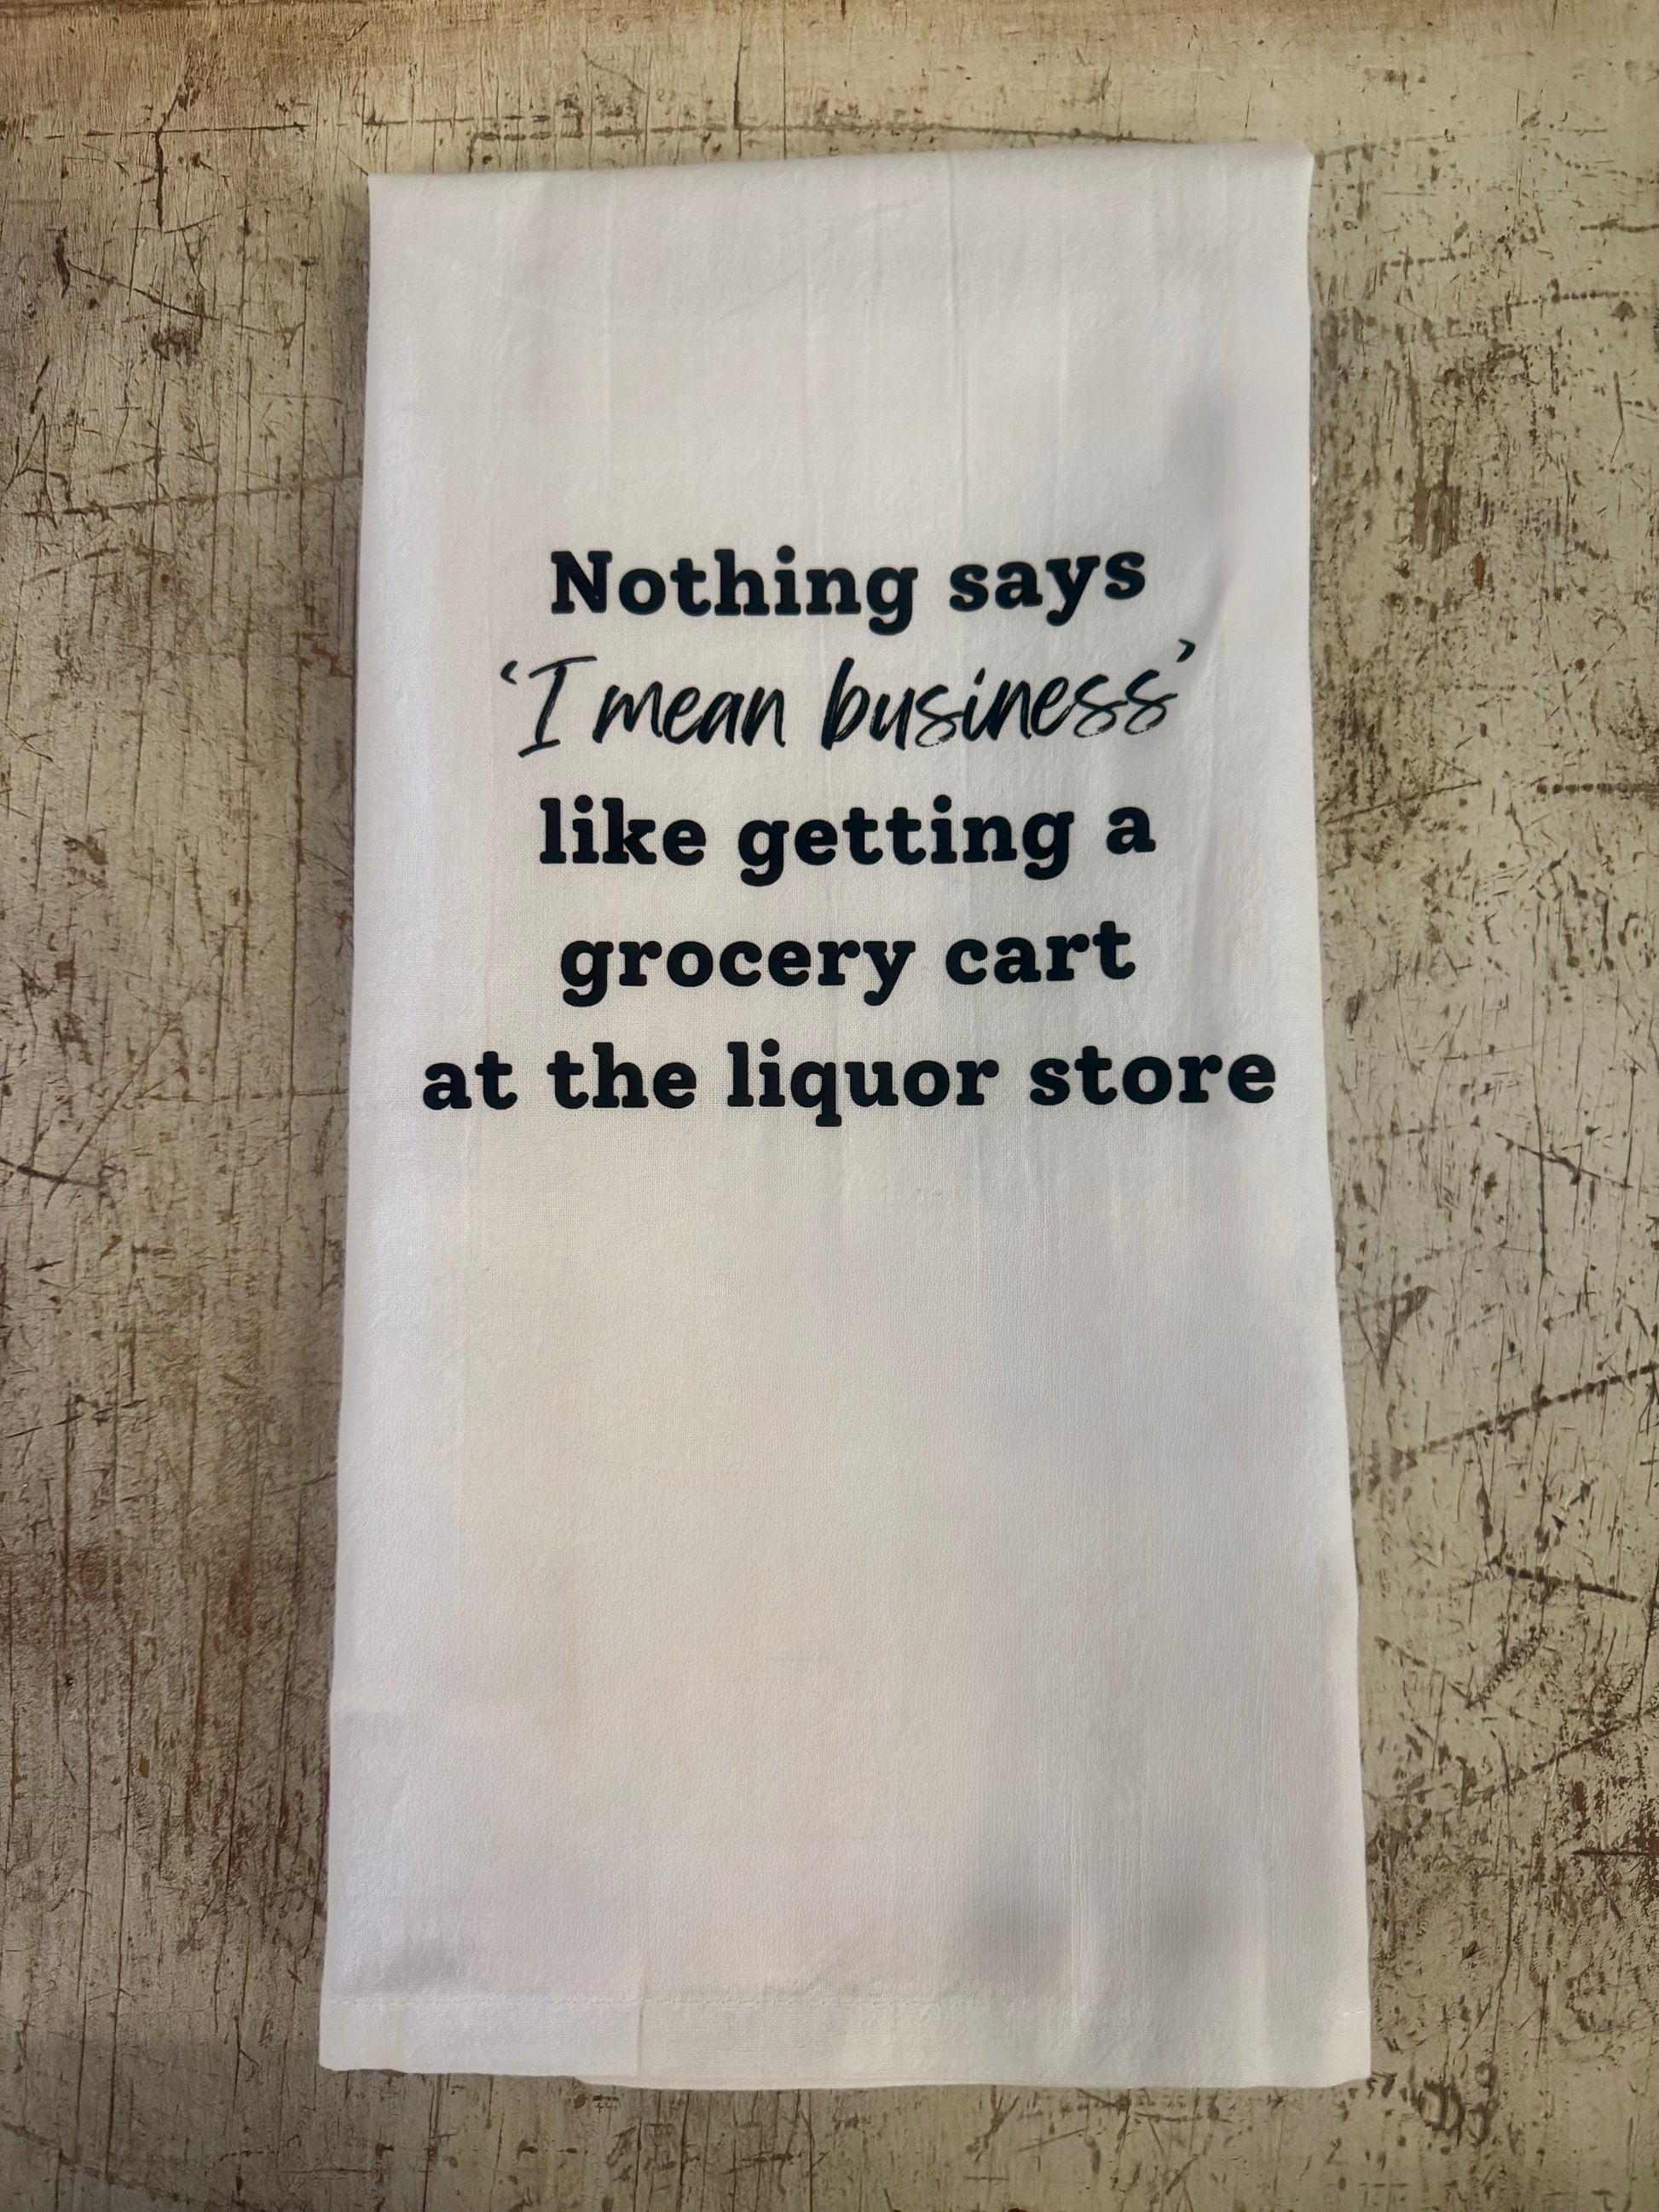 Nothing says
‘I mean business’
like getting a
grocery cart
at the liquor store